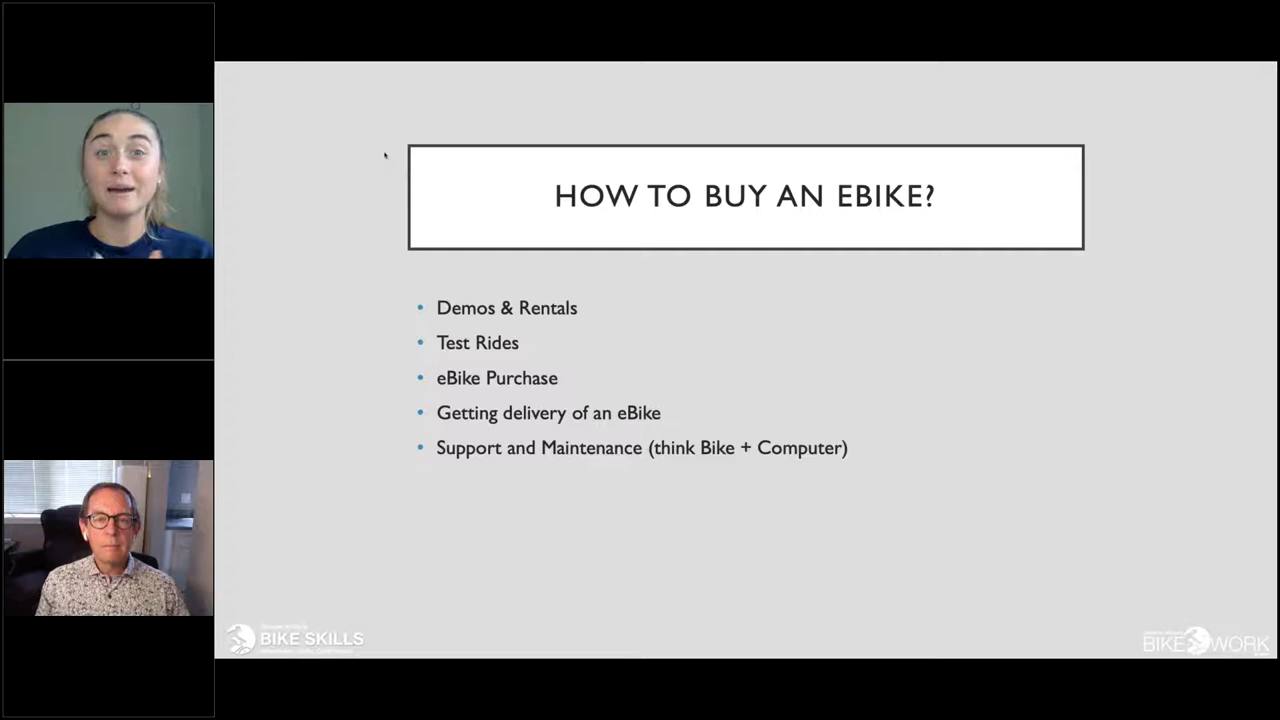 HOW TO BUY AN EBIKE?
Demos & Rentals
Test Rides
eBike Purchase
Getting delivery of an eBike
Support and Maintenance (think Bike + Computer)
BIKE SKILLS
BIKE WORK